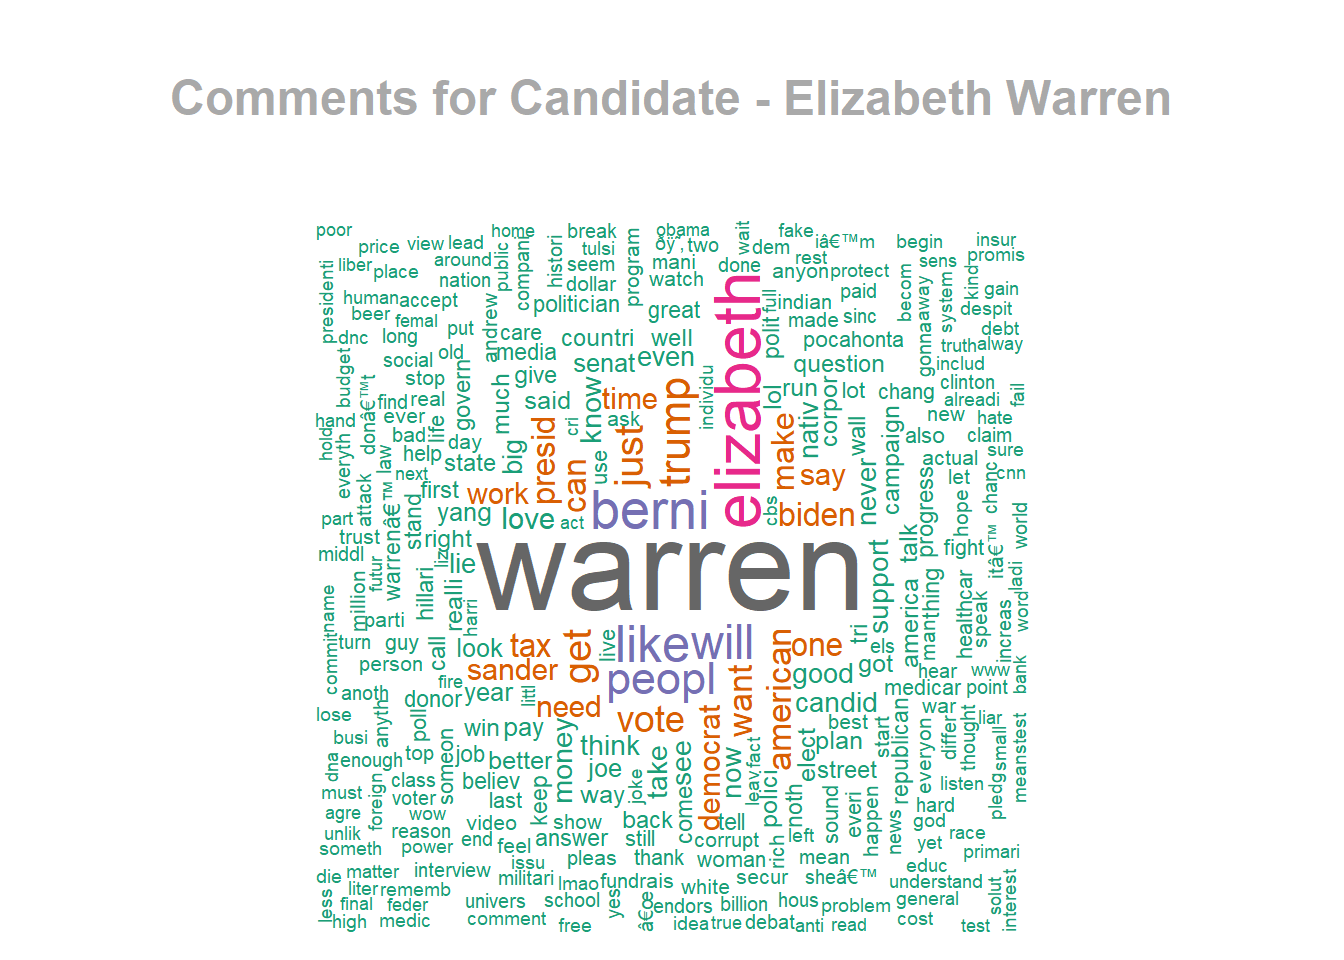 Comments for Candidate - Elizabeth Warren
poor
home
break
obama
wait
fake
iâ€™m
begin
insur
price
view
lead
public
compani
histori
tulsi
program
ðŸ˜‚
two
dem
rest
sens
promis
presidenti
liber
place
around
nation
seem
dollar
mani
watch
done
anyon
protect
becom
away
system
kind
gain
human
accept
andrew
politician
great
elizabeth
polit
full
indian
paid
despit
beer
femal
put
care
countri
well
made
sinc
pocahonta
gonna
debt
dnc
long
old
media
senat
even
question
truth
alway
budget
social
stop
govern
give
know
time
trump
individu
lol
run
lot
chang
includ
clinton
fail
donâ€™t
find
real
much
said
cri
ask
just
make
nativ
corpor
alreadi
hand
ever
life
presid
wall
campaign
new
hate
hold
everyth
bad
day
big
can
use
say
never
also
claim
law
help
state
actual
sure
attack
next
first
work
love
act
berni
cbs
biden
progress
let
hope
chanc
cnn
part
warrenâ€™
stand
yang
trust
right
warren
support
talk
fight
itâ€™
world
middl
futur
liz
lie
name
million
hillari
realli
harri
america
manthing
healthcar
speak
ladi
word
parti
increas
turn
guy
call
look
tax
get
live
like
will
american
one
tri
els
got
hear
www
commit
person
fire
sander
peopl
want
good
medicar
point
bank
anoth
donor
year
littl
need
candid
war
lose
anyth
poll
win
pay
vote
democrat
best
start
republican
differ
thought
liar
busi
money
think
take
see
now
elect
plan
everyon
small
meanstest
dna
enough
top
job
better
joe
leav
fact
street
class
someon
believ
keep
way
joke
come
polici
noth
listen
must
foreign
voter
last
sound
everi
happen
pledg
agre
wow
video
show
back
tell
news
hard
god
unlik
reason
end
feel
answer
still
corrupt
rich
left
yet
race
someth
power
issu
pleas
thank
woman
mean
primari
die
matter
interview
militari
lmao
fundrais
white
secur
sheâ€™
educ
understand
less
liter
rememb
univers
school
yes
â€œ
endors
billion
hous
problem
general
solut
interest
final
feder
high
medic
comment
free
idea
true
debat
anti
read
cost
test